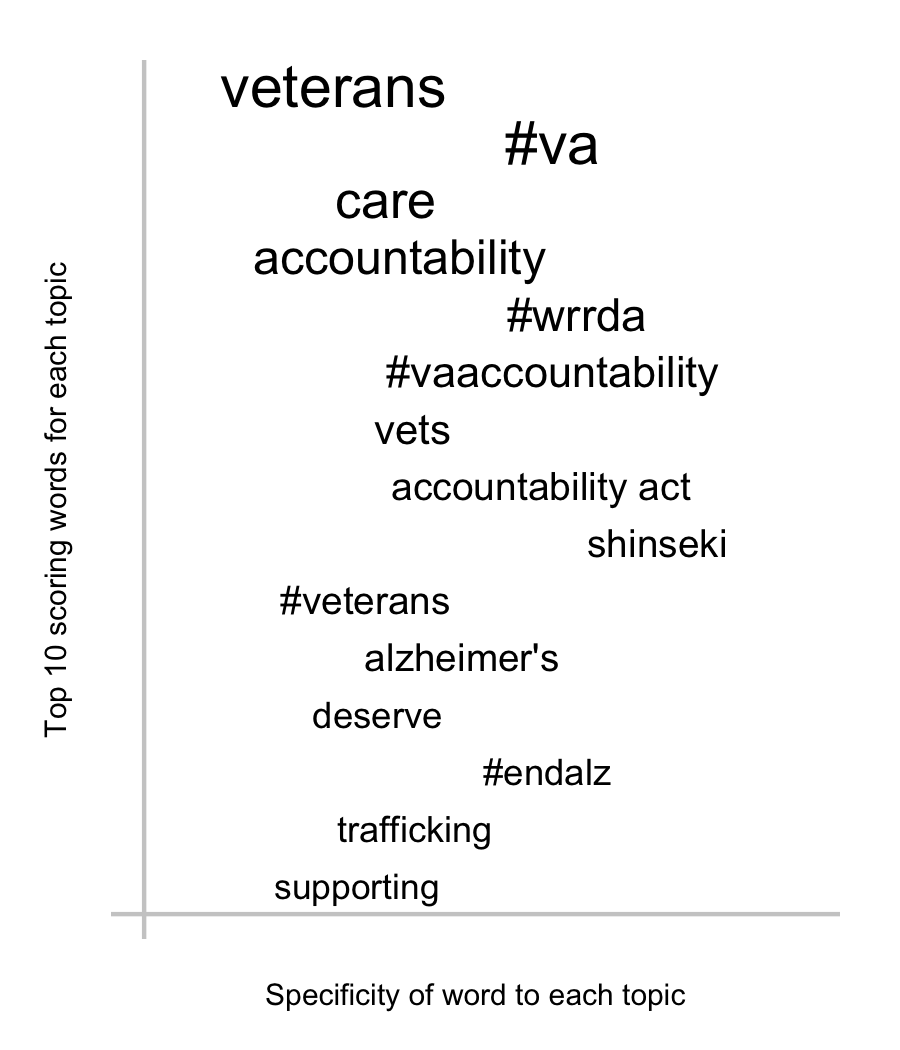 veterans
#va
care
accountability
#wrrda
#vaaccountability
vets
accountability act
shinseki
#veterans
alzheimer's
deserve
#endalz
trafficking
supporting
Top 10 scoring words for each topic
Specificity of word to each topic